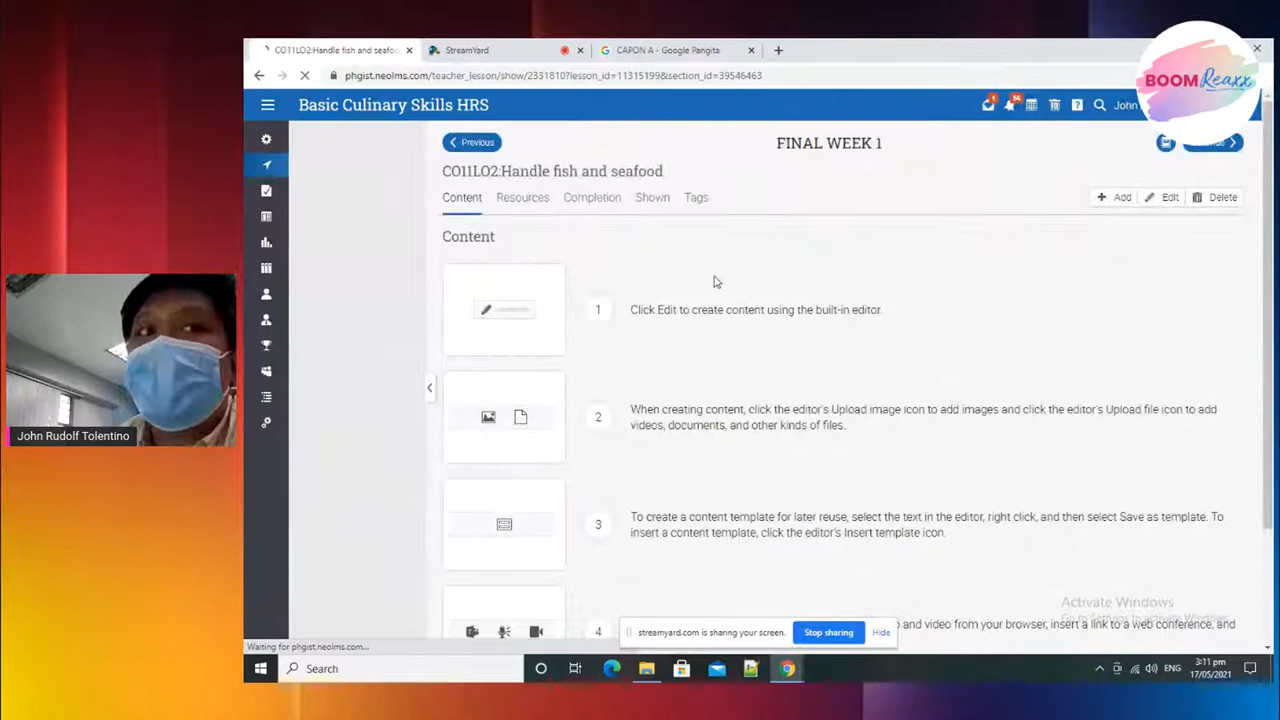 CO11LO2:Handle fish and seafoo
StreamYard
CAPON A - Google Pangita
phgist.neolms.com/teacher_lesson/show/2331810?lesson_id=11315199&section_id=39546463
BOOMReaxx
Basic Culinary Skills HRS
John
Previous
FINAL WEEK 1
CO11LO2:Handle fish and seafood
Content
Resources
Completion
Shown
Tags
Add
Edit
Delete
Content
1
Click Edit to create content using the built-in editor.
2
When creating content, click the editor's Upload image icon to add images and click the editor's Upload file icon to add
videos, documents, and other kinds of files.
3
To create a content template for later reuse, select the text in the editor, right click, and then select Save as template. To
insert a content template, click the editor's Insert template icon.
4
and video from your browser, insert a link to a web conference, and
John Rudolf Tolentino
Activate Windows
Go to Settings to activate Windows.
streamyard.com is sharing your screen.
Stop sharing
Hide
Waiting for phgist.neolms.com...
Search
ENG
3:11 pm
17/05/2021